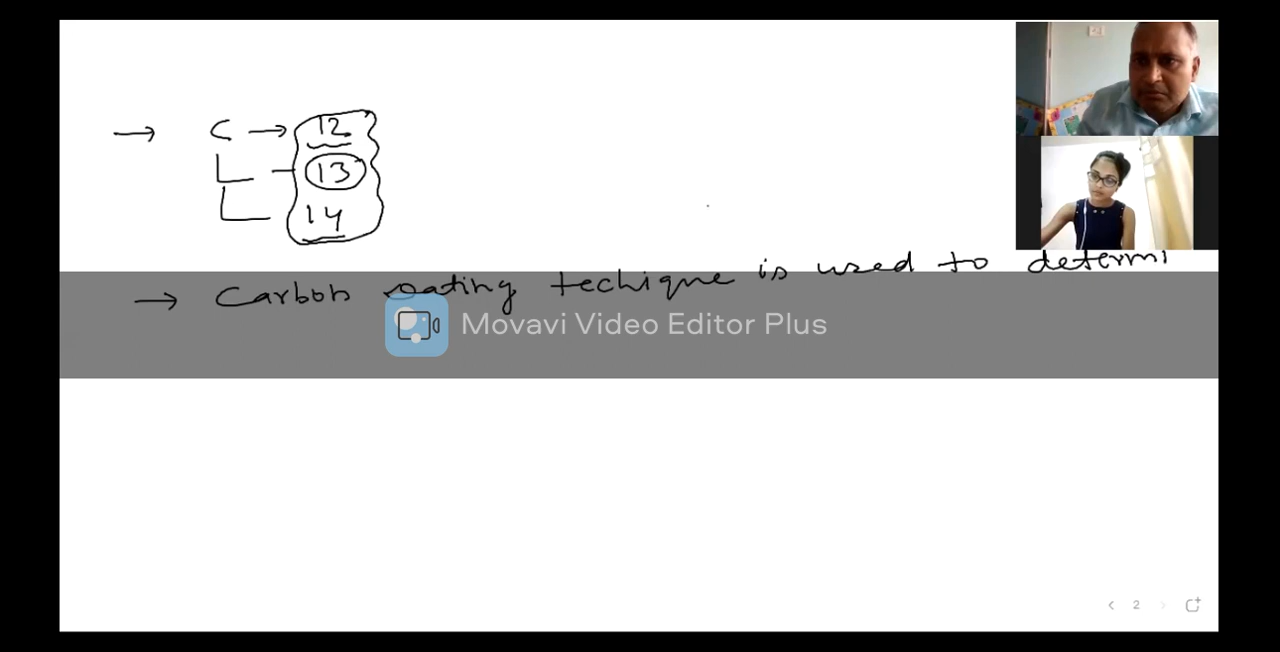 → C → 12
13
14
→ Carbon dating techique is used to determi
Movavi Video Editor Plus
< 2 >